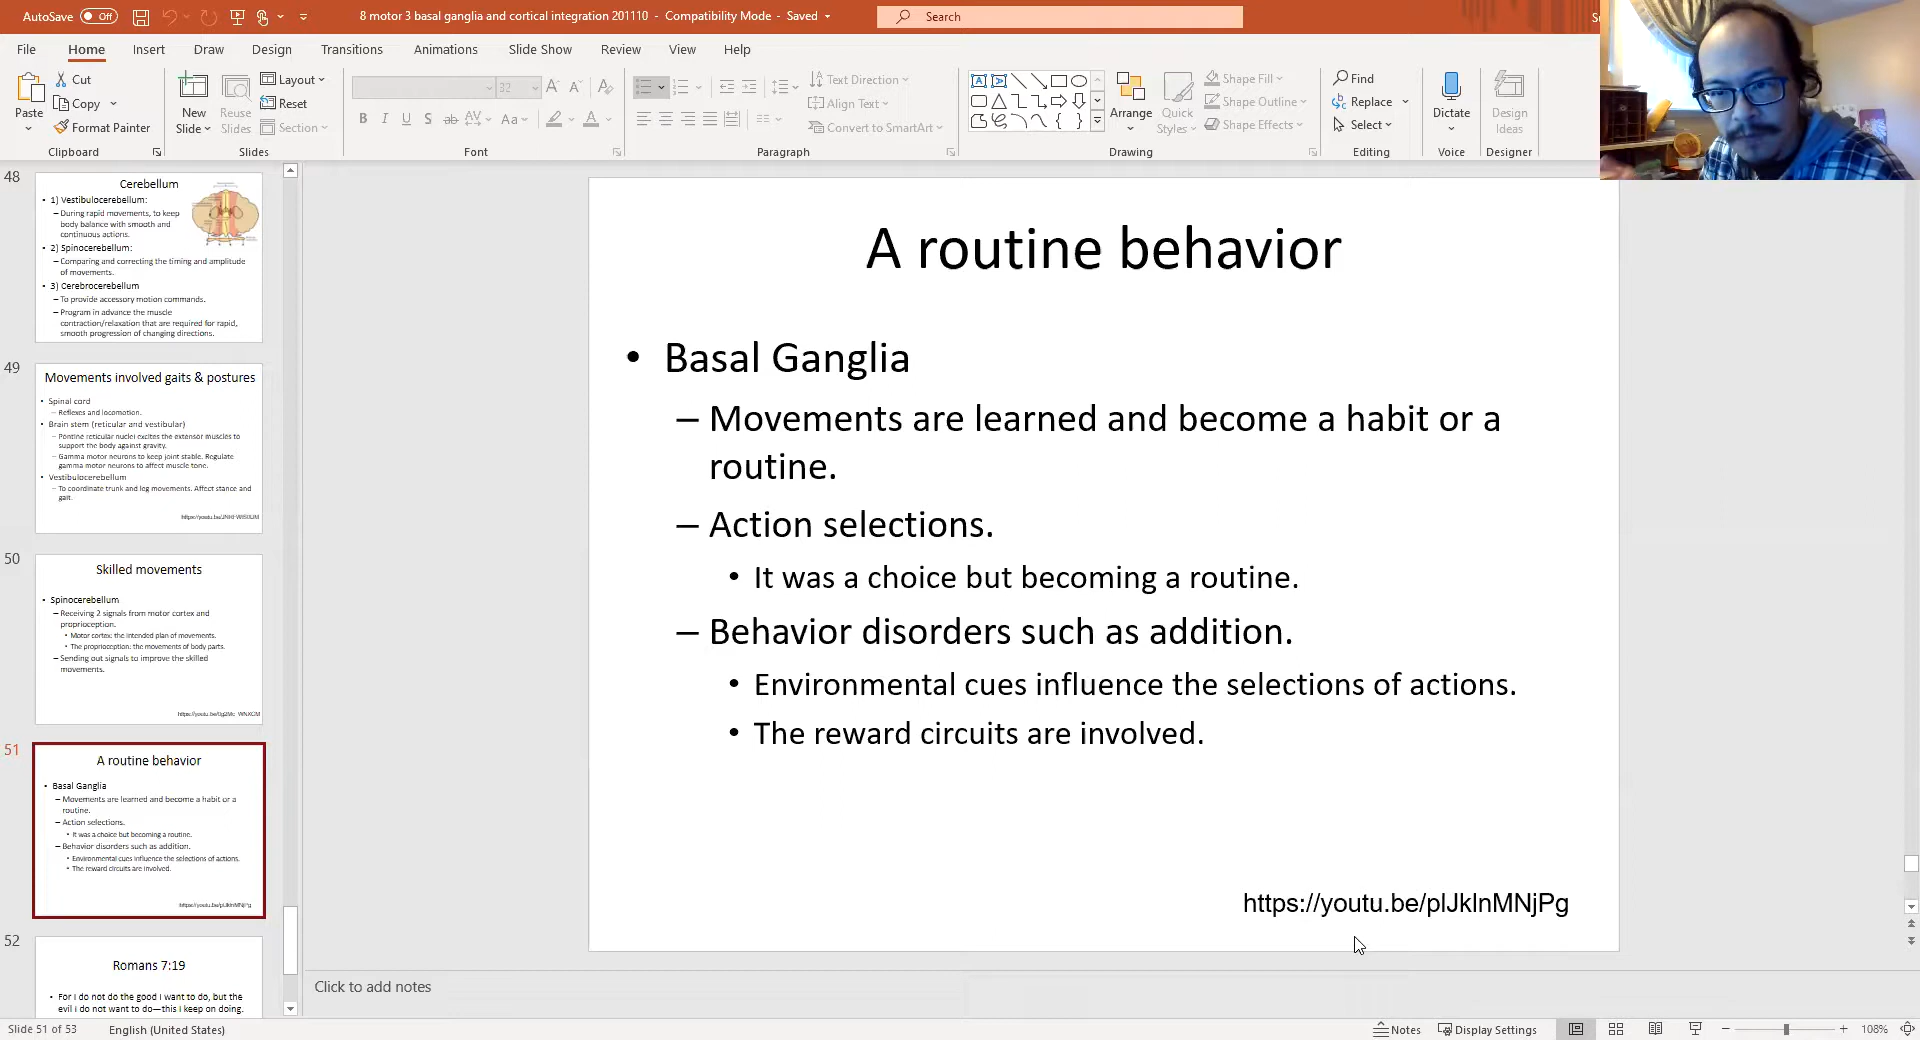 AutoSave Off
8 motor 3 basal ganglia and cortical integration 201110 - Compatibility Mode - Saved
Search
File Home Insert Draw Design Transitions Animations Slide Show Review View Help
Paste
Cut
Copy
Format Painter
Clipboard
New Slide
Reuse Slides
Layout
Reset
Section
Slides
32
B I U S ab AV Aa A
Font
Text Direction
Align Text
Convert to SmartArt
Paragraph
Arrange
Quick Styles
Shape Fill
Shape Outline
Shape Effects
Drawing
Find
Replace
Select
Editing
Dictate
Voice
Design Ideas
Designer
48
Cerebellum
• 1) Vestibulocerebellum:
– During rapid movements, to keep
body balance with smooth and
continuous actions.
• 2) Spinocerebellum:
– Comparing and correcting the timing and amplitude
of movements.
• 3) Cerebrocerebellum
– To provide accessory motion commands.
– Program in advance the muscle
contraction/relaxation that are required for rapid,
smooth progression of changing directions.
49
Movements involved gaits & postures
• Spinal cord
– Reflexes and locomotion.
• Brain stem (reticular and vestibular)
– Pontine reticular nuclei excites the extensor muscles to
support the body against gravity.
– Gamma motor neurons to keep joint stable. Regulate
gamma motor neurons to affect muscle tone.
• Vestibulocerebellum
– To coordinate trunk and leg movements. Affect stance and
gait.
50
Skilled movements
• Spinocerebellum
– Receiving 2 signals from motor cortex and
proprioception.
• Motor cortex: the intended plan of movements.
• The proprioception: the movements of body parts.
– Sending out signals to improve the skilled
movements.
51
A routine behavior
• Basal Ganglia
– Movements are learned and become a habit or a
routine.
– Action selections.
• It was a choice but becoming a routine.
– Behavior disorders such as addition.
• Environmental cues influence the selections of actions.
• The reward circuits are involved.
https://youtu.be/plJklnMNjPg
52
Romans 7:19
• For I do not do the good I want to do, but the
evil I do not want to do—this I keep on doing.
A routine behavior
• Basal Ganglia
– Movements are learned and become a habit or a
routine.
– Action selections.
• It was a choice but becoming a routine.
– Behavior disorders such as addition.
• Environmental cues influence the selections of actions.
• The reward circuits are involved.
https://youtu.be/plJklnMNjPg
Click to add notes
Slide 51 of 53
English (United States)
Notes
Display Settings
108%